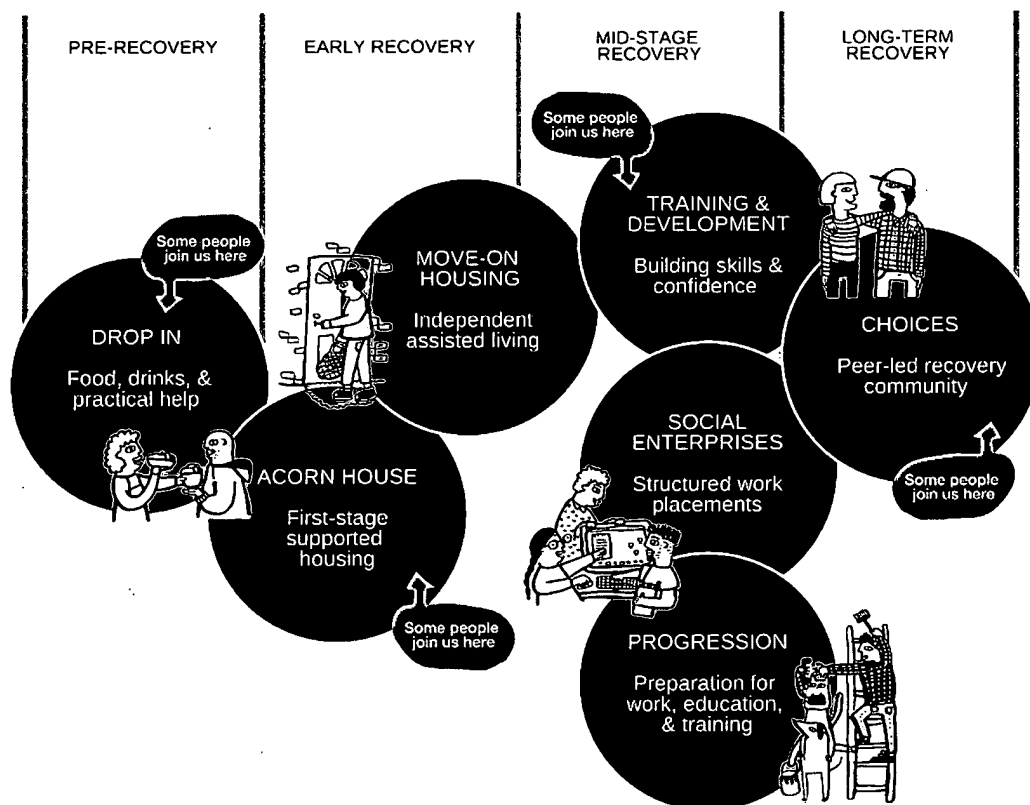 PRE-RECOVERY
EARLY RECOVERY
MID-STAGE
RECOVERY
LONG-TERM
RECOVERY
Some people
join us here
DROP IN
Food, drinks, &
practical help
Some people
join us here
ACORN HOUSE
First-stage
supported
housing
MOVE-ON
HOUSING
Independent
assisted living
Some people
join us here
TRAINING &
DEVELOPMENT
Building skills &
confidence
SOCIAL
ENTERPRISES
Structured work
placements
PROGRESSION
Preparation for
work, education,
& training
CHOICES
Peer-led recovery
community
Some people
join us here